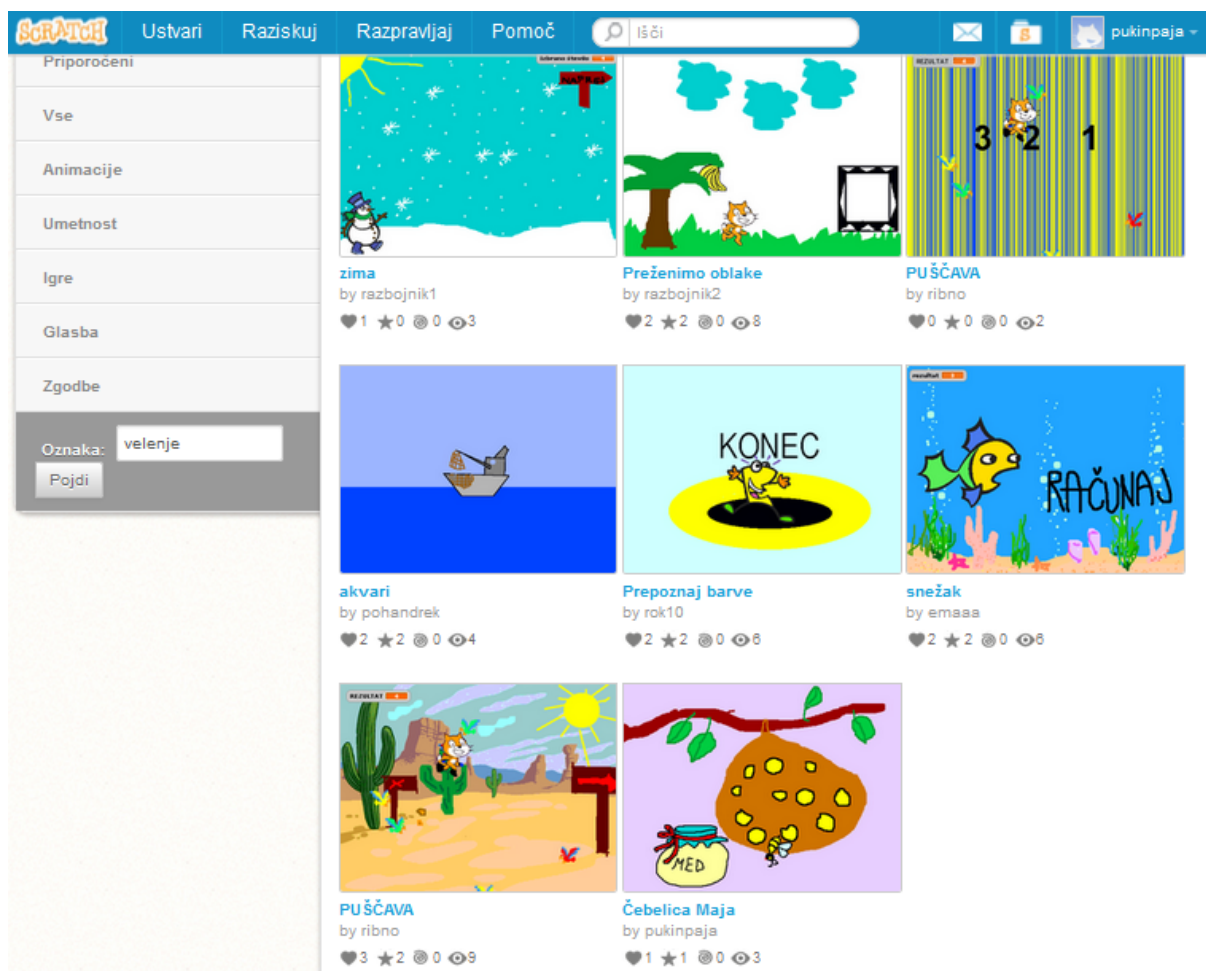 SCRATCH Ustvari Raziskuj Razpravljaj Pomoč Išči pukinpaja
Priporočeni
Vse
Animacije
Umetnost
Igre
Glasba
Zgodbe
Oznaka: velenje
Pojdi
NAPREJ
zima
by razbojnik1
1 0 0 3
Preženimo oblake
by razbojnik2
2 2 0 8
REZULTAT
3 2 1
PUŠČAVA
by ribno
0 0 0 2
akvari
by pohandrek
2 2 0 4
KONEC
Prepoznaj barve
by rok10
2 2 0 6
rezultat
RAČUNAJ
snežak
by emaaa
2 2 0 6
REZULTAT
PUŠČAVA
by ribno
3 2 0 9
MED
Čebelica Maja
by pukinpaja
1 1 0 3